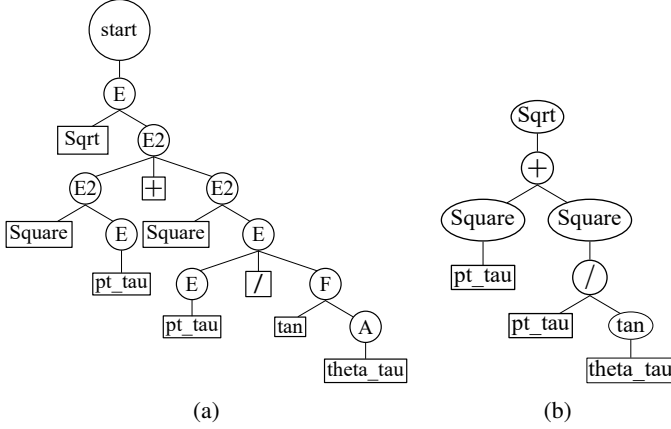 start
E
Sqrt E2
Sqrt
E2 + E2
+
Square E Square E
Square Square
pt_tau
pt_tau
E / F
/
pt_tau tan A
pt_tau tan
theta_tau
theta_tau
(a) (b)